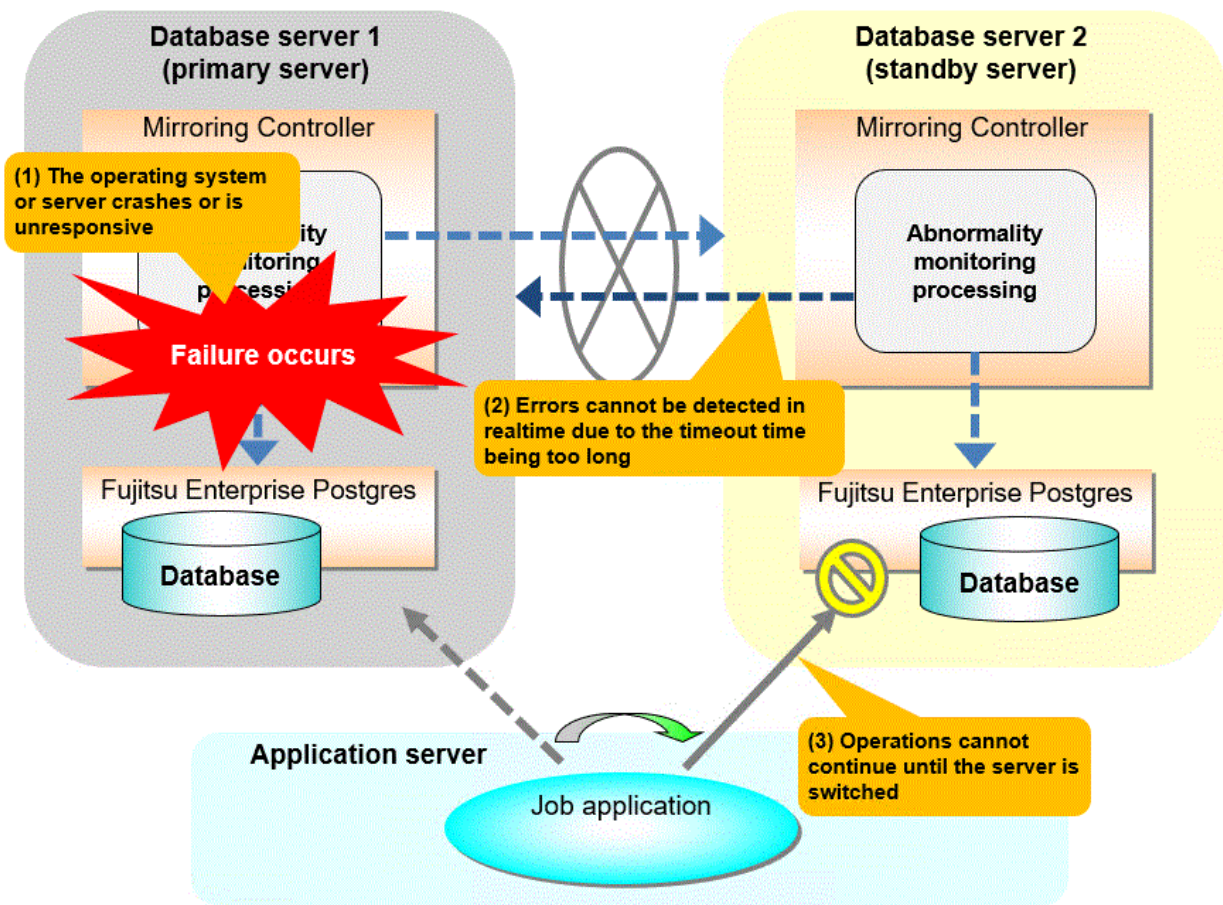 Database server 1
(primary server)
Database server 2
(standby server)
Mirroring Controller
Mirroring Controller
(1) The operating system
or server crashes or is
unresponsive
Abnormality
monitoring
processing
Failure occurs
(2) Errors cannot be detected in
realtime due to the timeout time
being too long
Fujitsu Enterprise Postgres
Fujitsu Enterprise Postgres
Database
Database
(3) Operations cannot
continue until the server is
switched
Application server
Job application